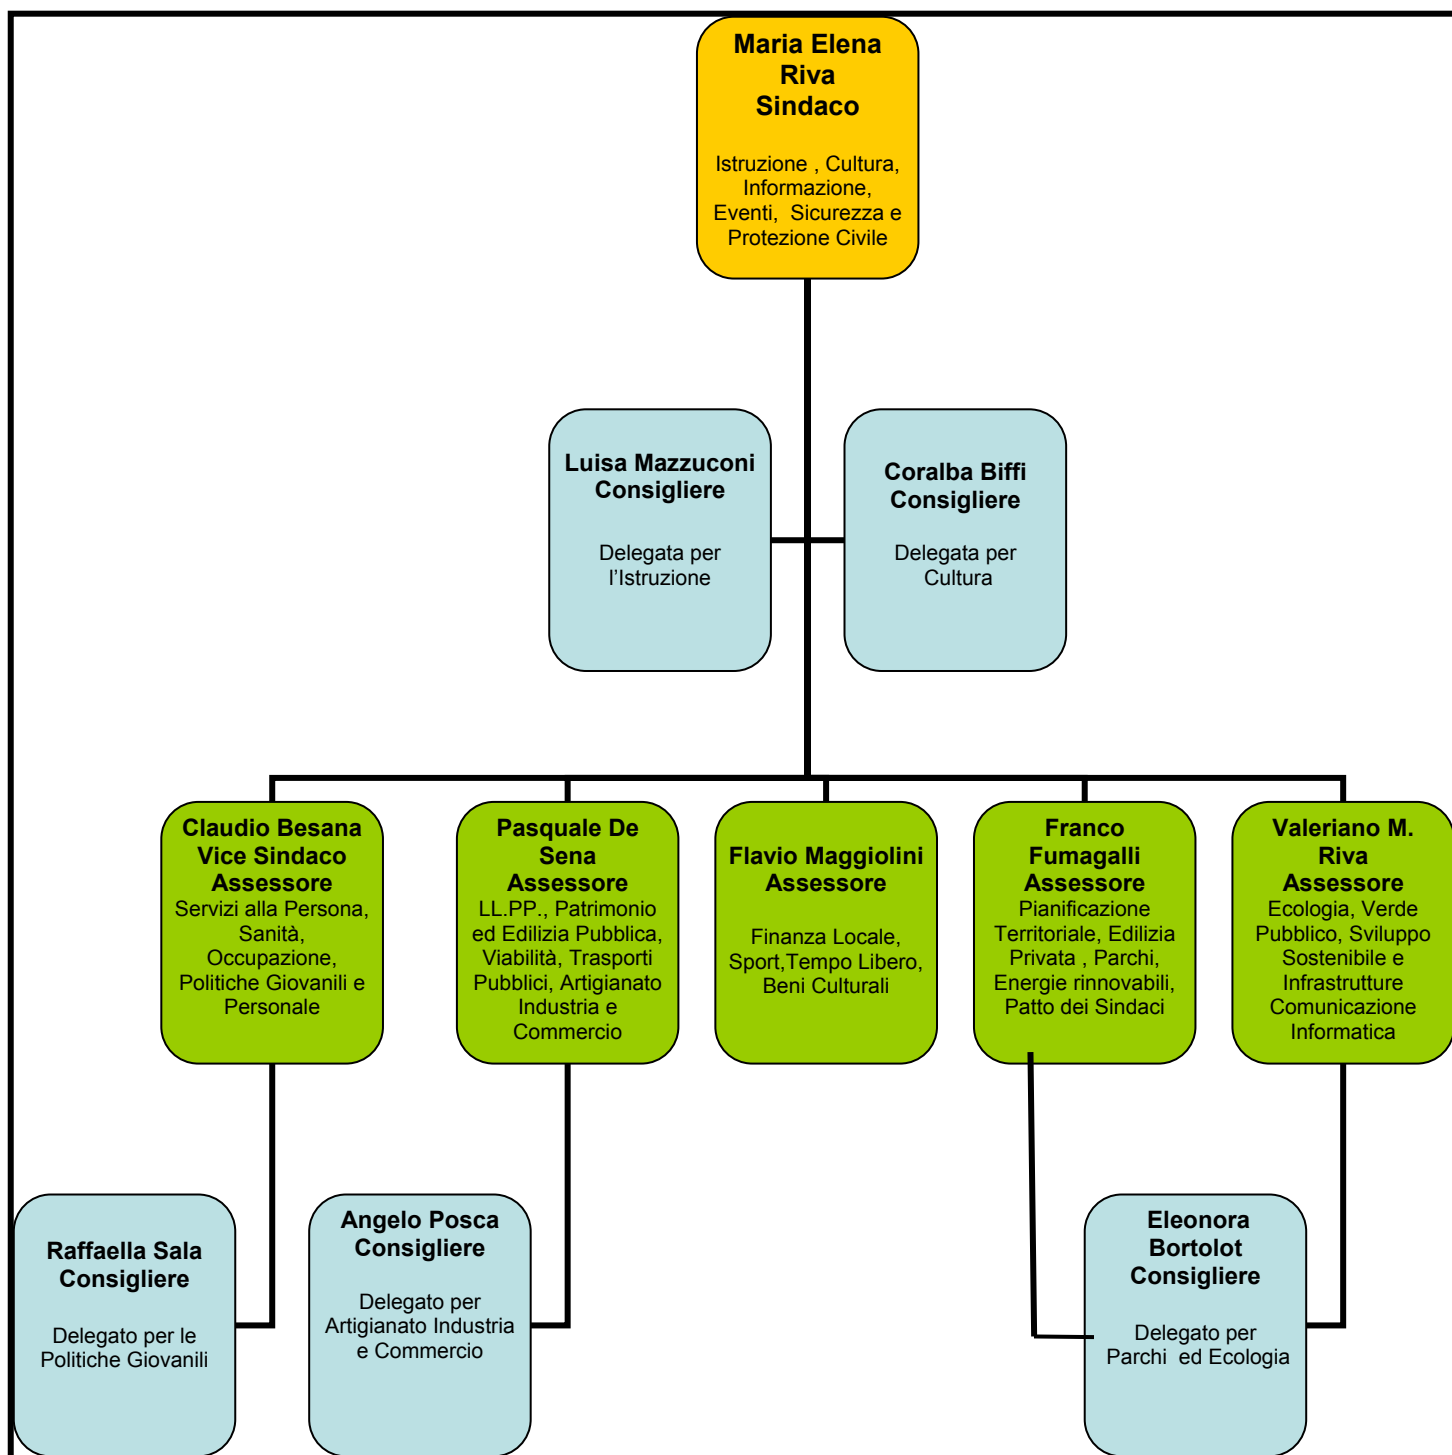 Maria Elena
Riva
Sindaco
Istruzione , Cultura,
Informazione,
Eventi, Sicurezza e
Protezione Civile
Luisa Mazzuconi
Consigliere
Delegata per
l’Istruzione
Coralba Biffi
Consigliere
Delegata per
Cultura
Claudio Besana
Vice Sindaco
Assessore
Servizi alla Persona,
Sanità,
Occupazione,
Politiche Giovanili e
Personale
Pasquale De
Sena
Assessore
LL.PP., Patrimonio
ed Edilizia Pubblica,
Viabilità, Trasporti
Pubblici, Artigianato
Industria e
Commercio
Flavio Maggiolini
Assessore
Finanza Locale,
Sport,Tempo Libero,
Beni Culturali
Franco
Fumagalli
Assessore
Pianificazione
Territoriale, Edilizia
Privata , Parchi,
Energie rinnovabili,
Patto dei Sindaci
Valeriano M.
Riva
Assessore
Ecologia, Verde
Pubblico, Sviluppo
Sostenibile e
Infrastrutture
Comunicazione
Informatica
Raffaella Sala
Consigliere
Delegato per le
Politiche Giovanili
Angelo Posca
Consigliere
Delegato per
Artigianato Industria
e Commercio
Eleonora
Bortolot
Consigliere
Delegato per
Parchi ed Ecologia